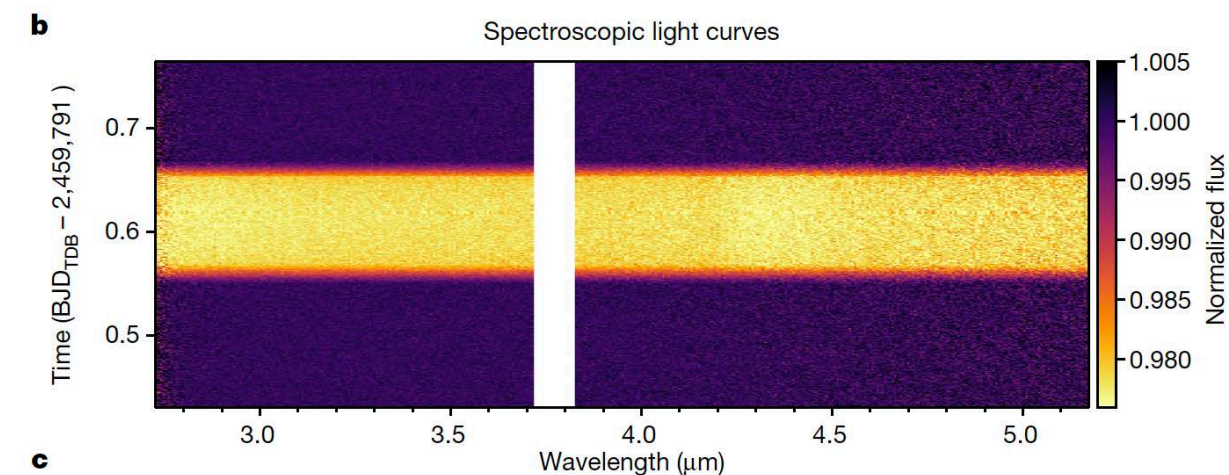 b
Spectroscopic light curves
1.005
1.000
0.995
0.990
0.985
0.980
Normalized flux
0.7
0.6
0.5
Time (BJD_TDB − 2,459,791 )
3.0 3.5 4.0 4.5 5.0
Wavelength (μm)
c